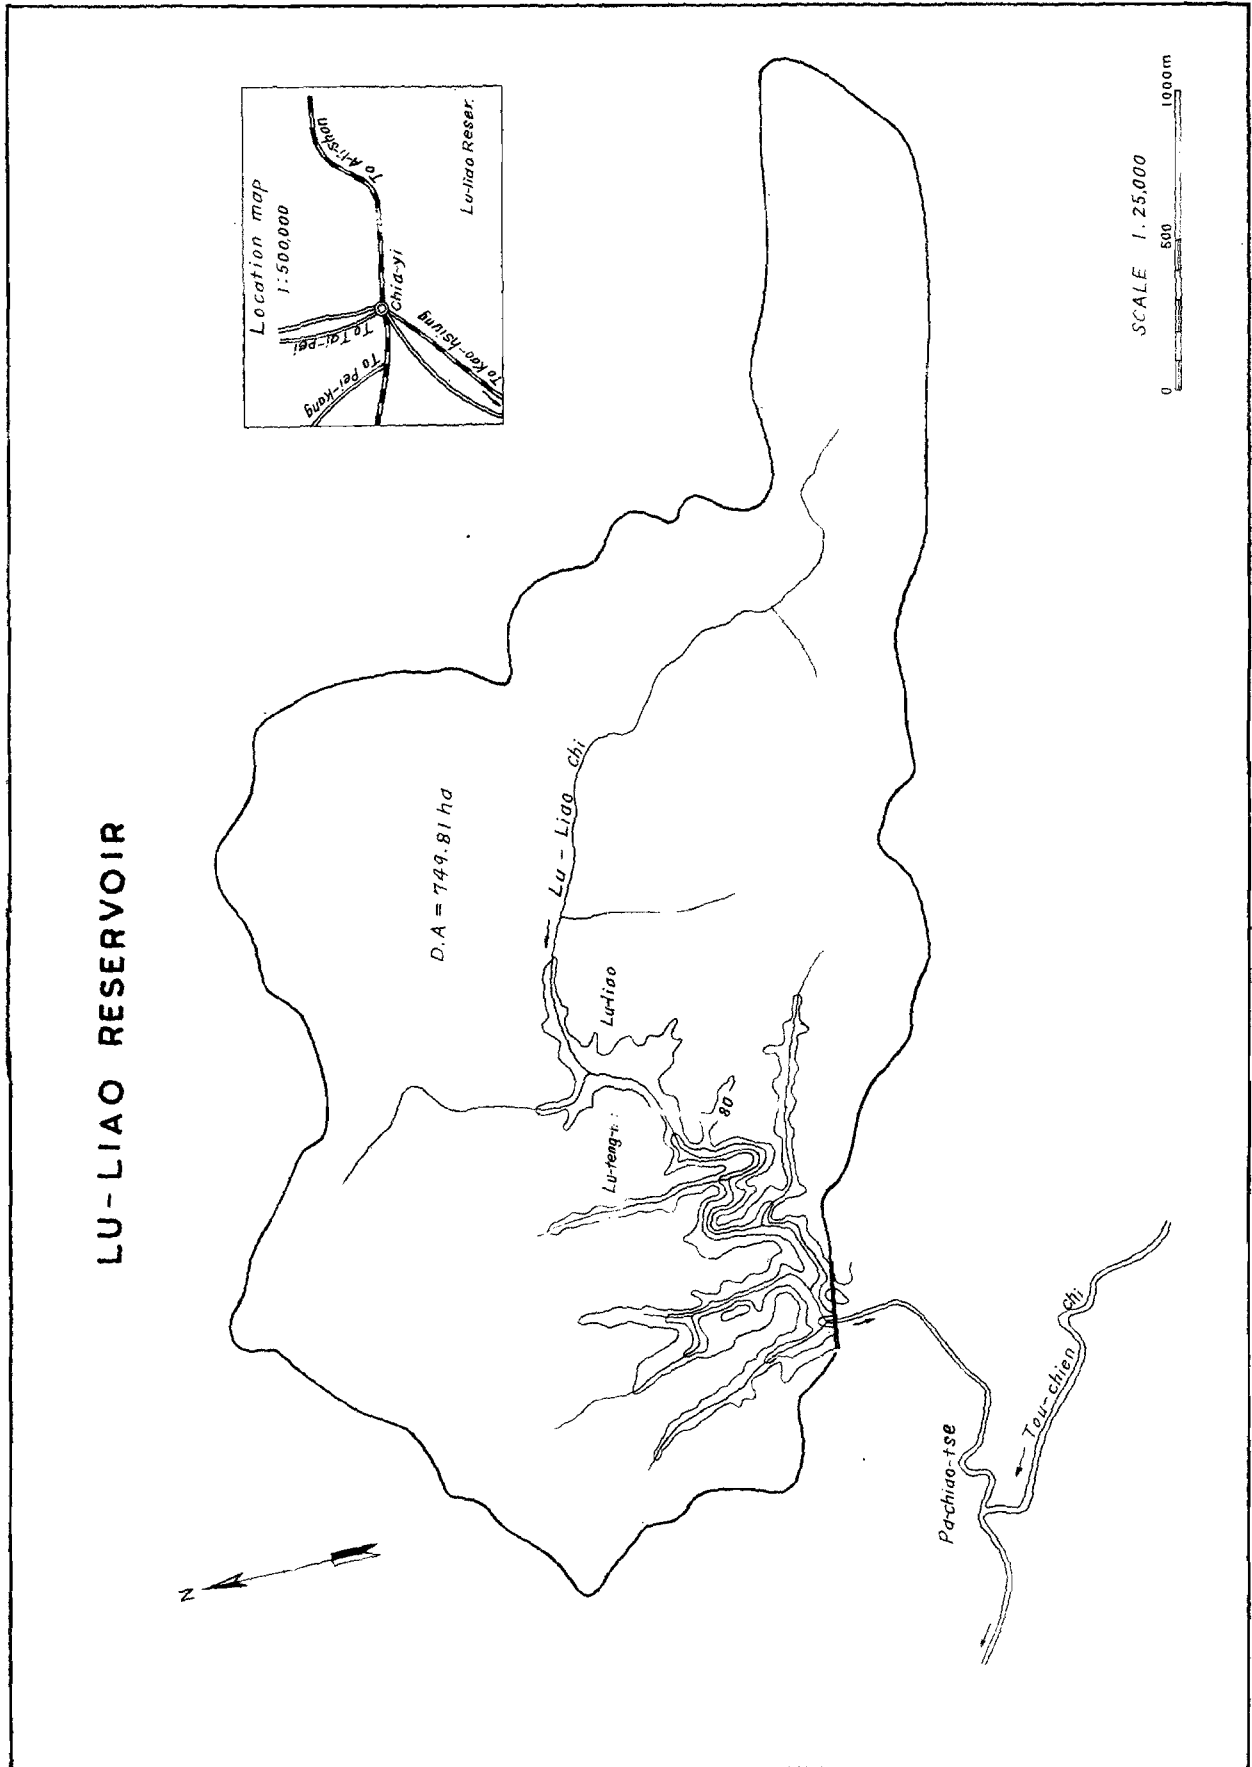 LU-LIAO RESERVOIR
Location map
1:500,000
To Tai-pei
To Pei-Kang
To A-li-shan
Chia-yi
To Kao-hsiung
Lu-liao Reser.
N
D.A = 749.81 ha
Lu - Liao Chi
Lu-liao
80
Pa-chiao-tse
Tou-chien Chi
SCALE 1.25,000
0 500 1000m